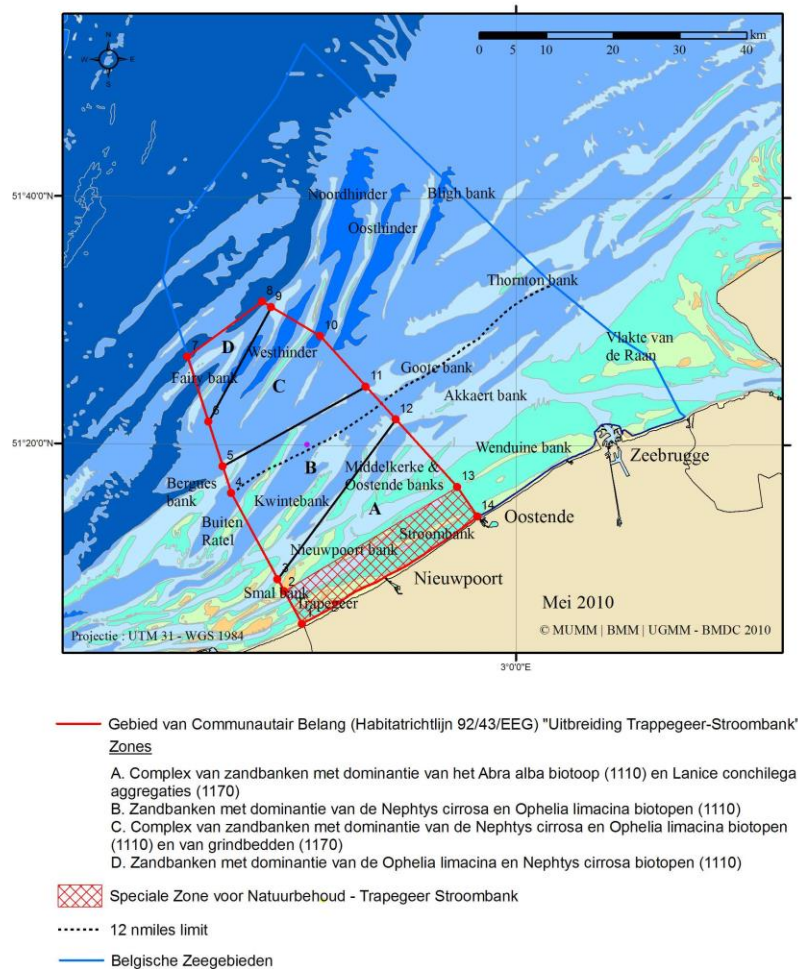 N
W E
S
0 5 10 20 30 40
km
51°40'0"N
Noordhinder
Bligh bank
Oosthinder
Thornton bank
8
9
10
Vlakte van
de Raan
D
Westhinder
7
Goote bank
Fairy bank
C
11
Akkaert bank
12
6
51°20'0"N
5
B
Wenduine bank
Zeebrugge
Middelkerke &
Oostende banks
13
Bergues
bank
4
Kwintebank
A
14
Oostende
Buiten
Ratel
Stroombank
Nieuwpoort bank
3
Nieuwpoort
2
Smal bank
Trapegeer
1
Mei 2010
Projectie : UTM 31 - WGS 1984
© MUMM | BMM | UGMM - BMDC 2010
3°0'0"E
Gebied van Communautair Belang (Habitatrichtlijn 92/43/EEG) "Uitbreiding Trappegeer-Stroombank"
Zones
A. Complex van zandbanken met dominantie van het Abra alba biotoop (1110) en Lanice conchilega
aggregaties (1170)
B. Zandbanken met dominantie van de Nephtys cirrosa en Ophelia limacina biotopen (1110)
C. Complex van zandbanken met dominantie van de Nephtys cirrosa en Ophelia limacina biotopen
(1110) en van grindbedden (1170)
D. Zandbanken met dominantie van de Ophelia limacina en Nephtys cirrosa biotopen (1110)
Speciale Zone voor Natuurbehoud - Trapegeer Stroombank
12 nmiles limit
Belgische Zeegebieden